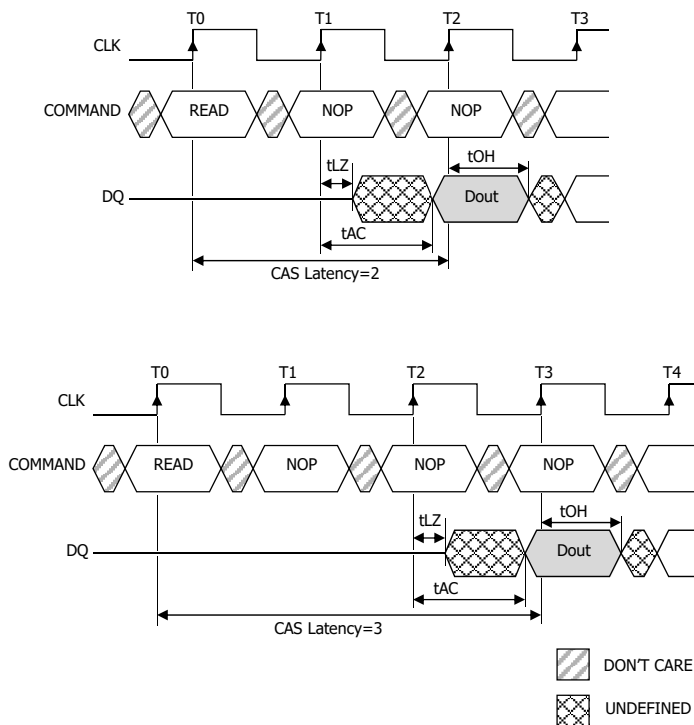 T0 T1 T2 T3
CLK
COMMAND READ NOP NOP
tLZ tOH
DQ Dout
tAC
CAS Latency=2
T0 T1 T2 T3 T4
CLK
COMMAND READ NOP NOP NOP
tLZ tOH
DQ Dout
tAC
CAS Latency=3
DON'T CARE
UNDEFINED